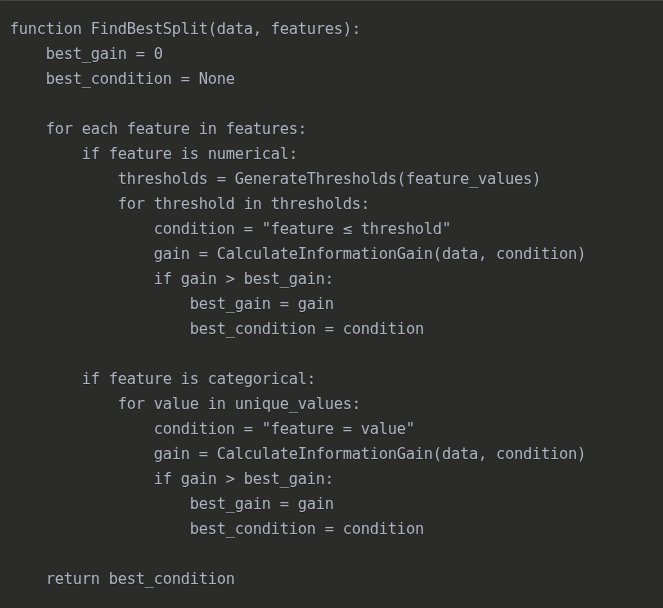 function FindBestSplit(data, features):
    best_gain = 0
    best_condition = None

    for each feature in features:
        if feature is numerical:
            thresholds = GenerateThresholds(feature_values)
            for threshold in thresholds:
                condition = "feature ≤ threshold"
                gain = CalculateInformationGain(data, condition)
                if gain > best_gain:
                    best_gain = gain
                    best_condition = condition

        if feature is categorical:
            for value in unique_values:
                condition = "feature = value"
                gain = CalculateInformationGain(data, condition)
                if gain > best_gain:
                    best_gain = gain
                    best_condition = condition

    return best_condition